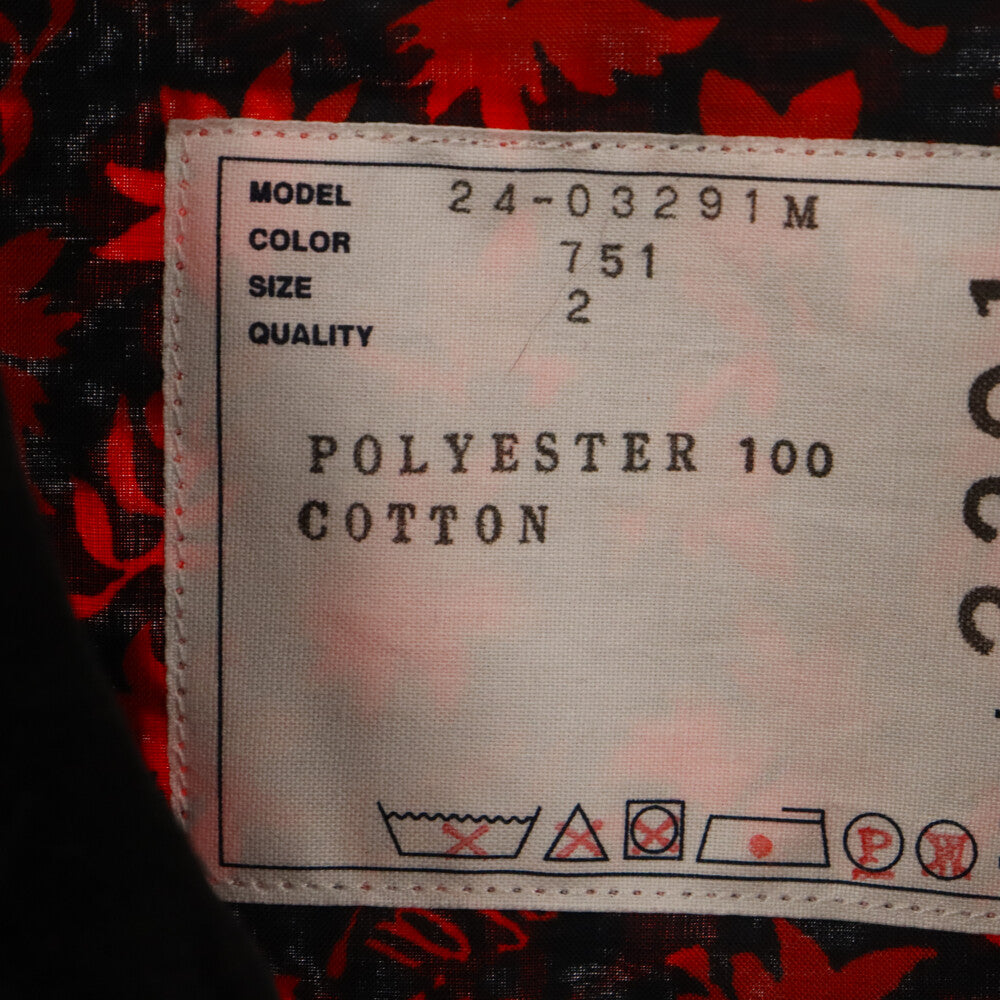 MODEL 24-03291M
COLOR 751
SIZE 2
QUALITY
POLYESTER 100
COTTON
P
W